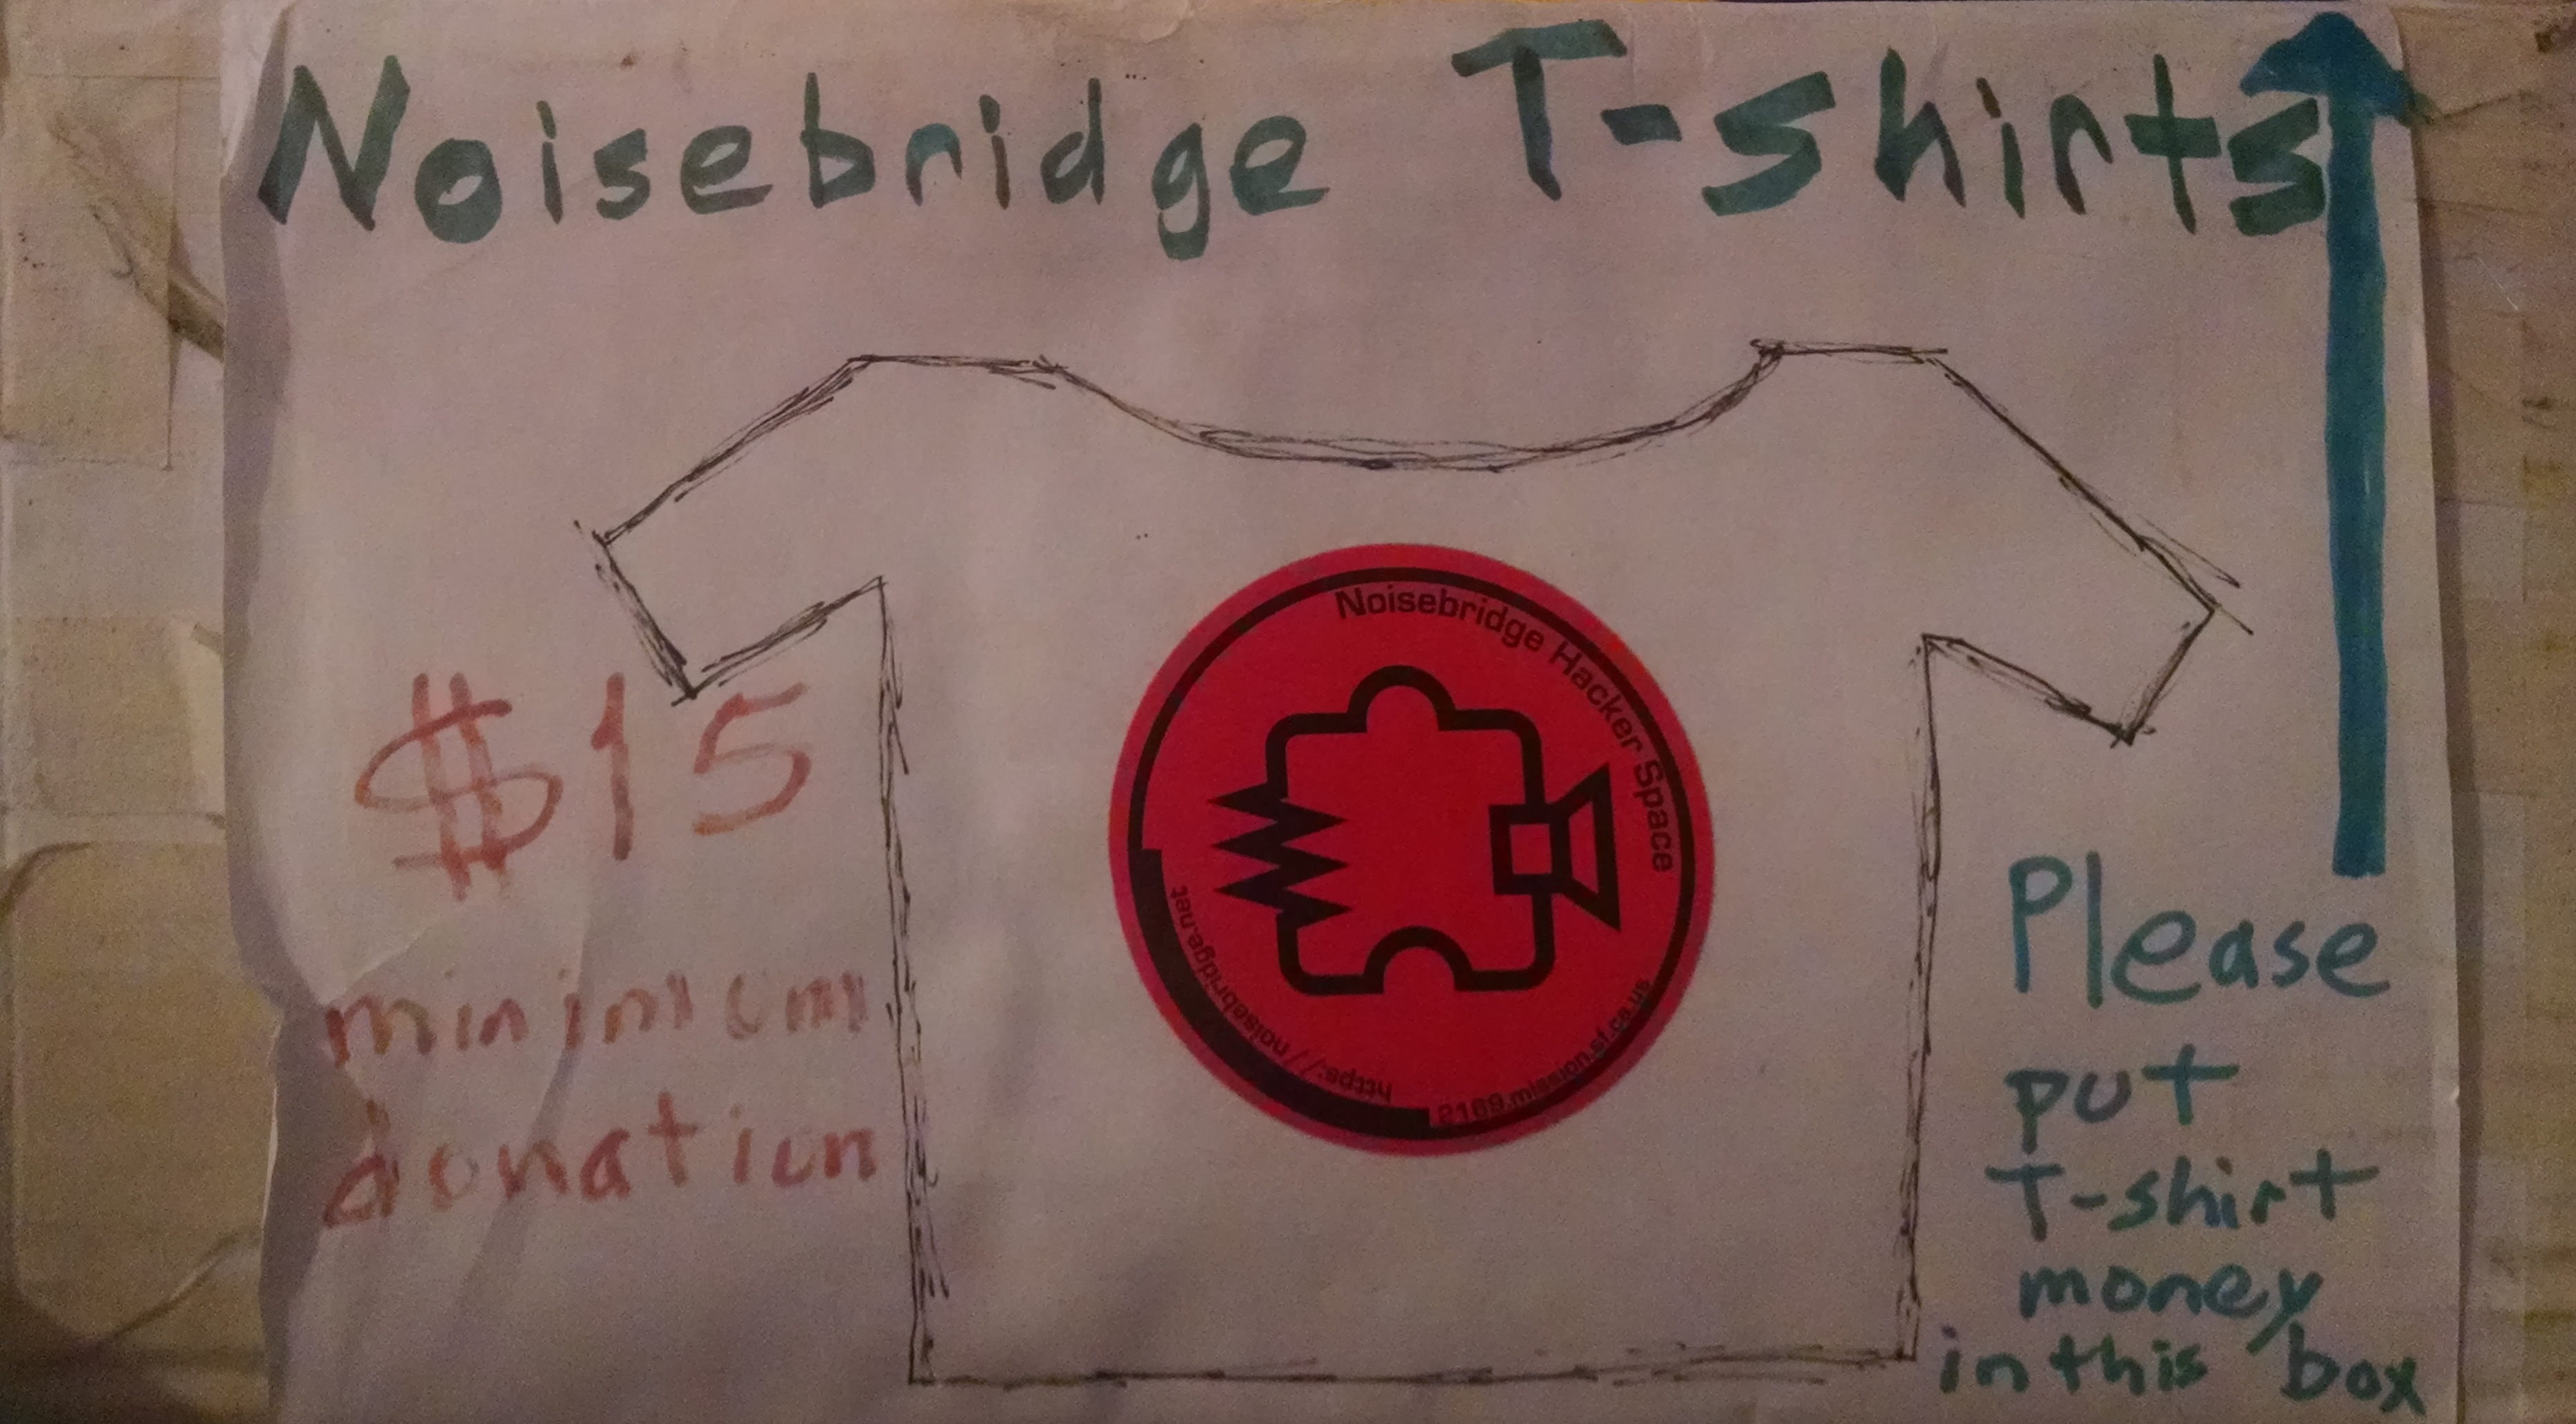 Noisebridge T-shirts
$15
minimum
donation
Noisebridge Hacker Space
https://noisebridge.net
2169.mission.sf.ca.us
Please
put
T-shirt
money
in this box